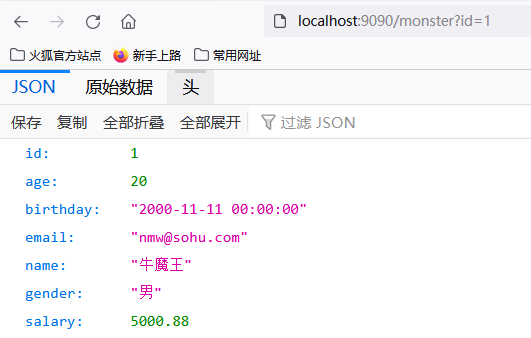 localhost:9090/monster?id=1
火狐官方站点 新手上路 常用网址
JSON 原始数据 头
保存 复制 全部折叠 全部展开 过滤 JSON
id: 1
age: 20
birthday: "2000-11-11 00:00:00"
email: "nmw@sohu.com"
name: "牛魔王"
gender: "男"
salary: 5000.88